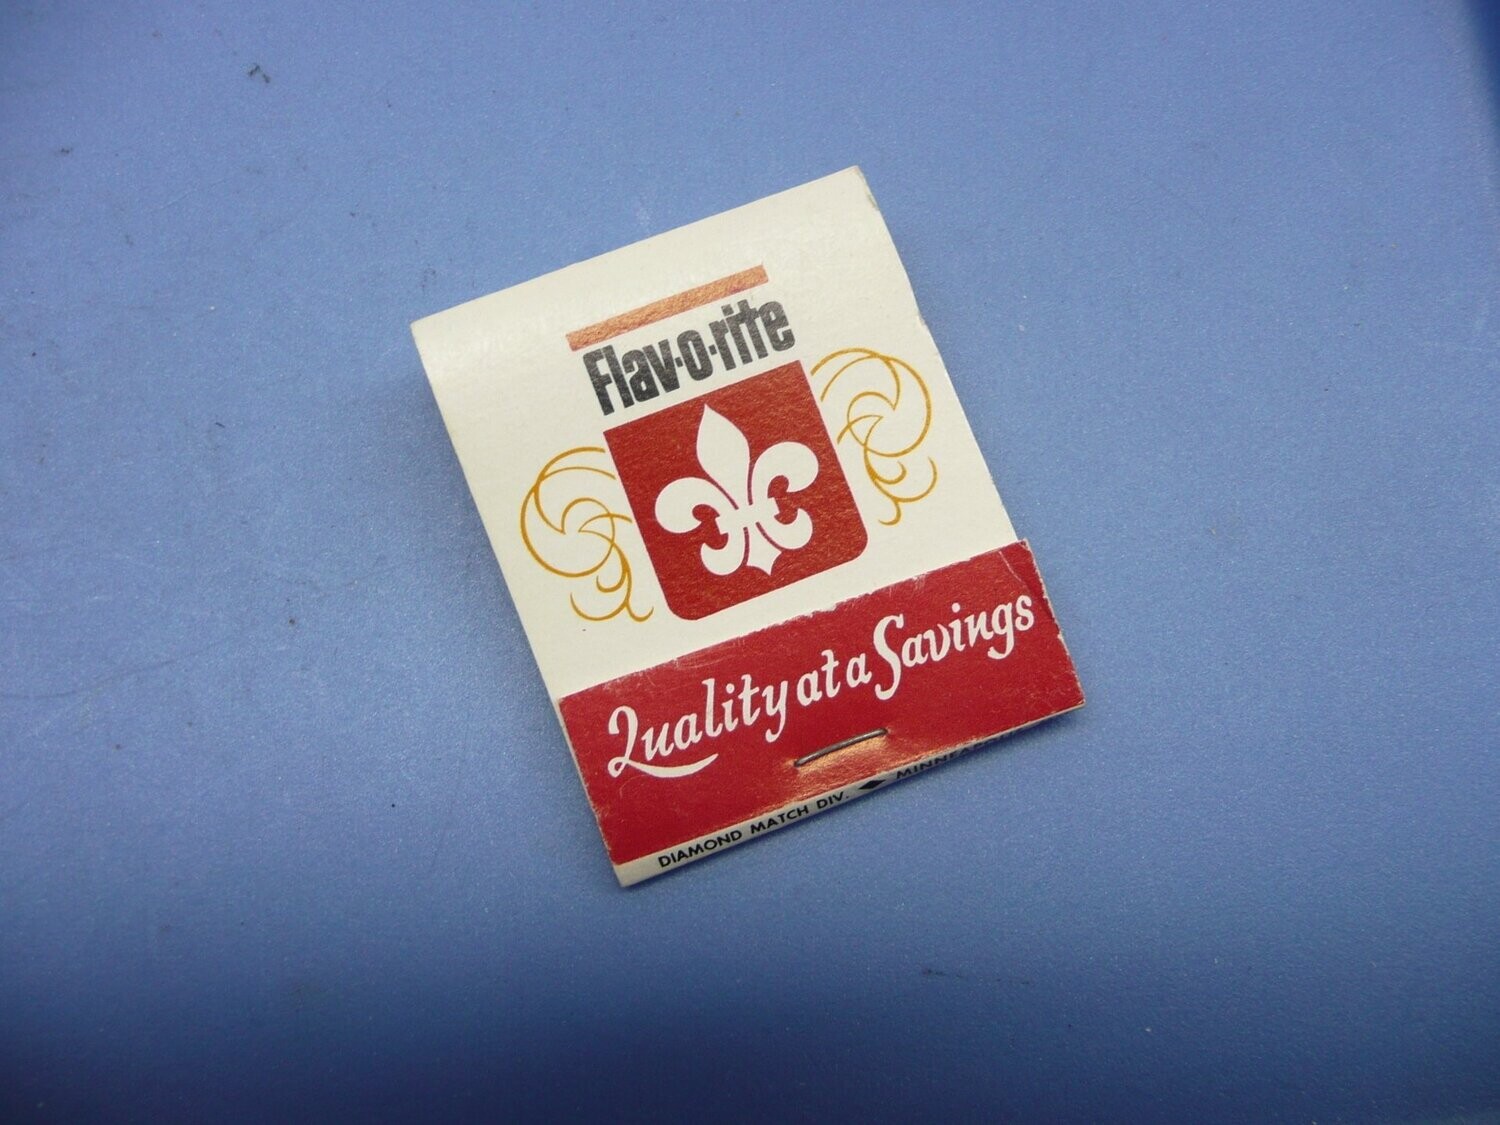 Flav-o-rite
Quality at a Savings
DIAMOND MATCH DIV. ◆